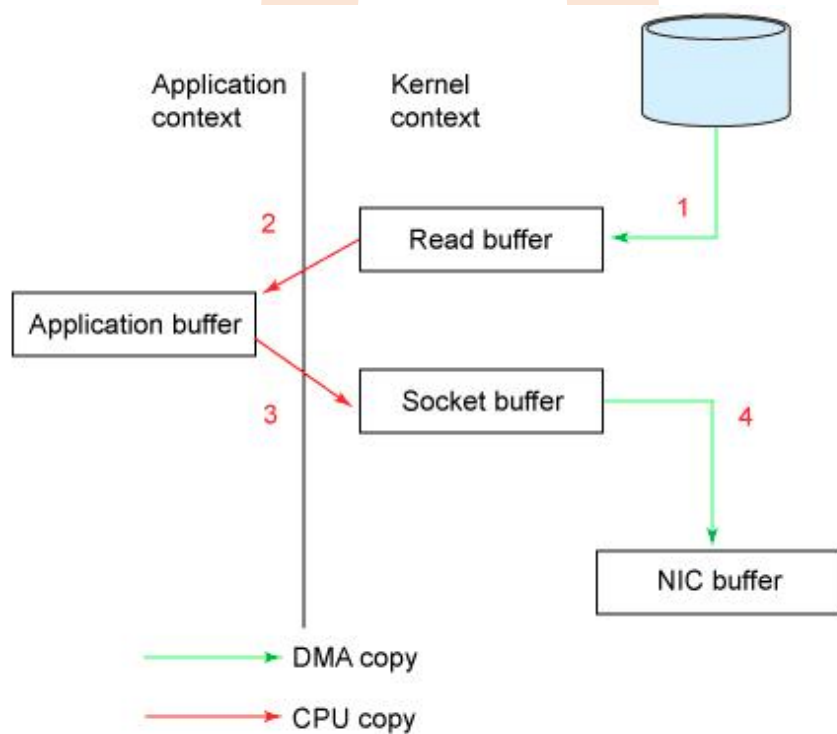 Application
context
Kernel
context
1
2
Read buffer
Application buffer
3
Socket buffer
4
NIC buffer
DMA copy
CPU copy